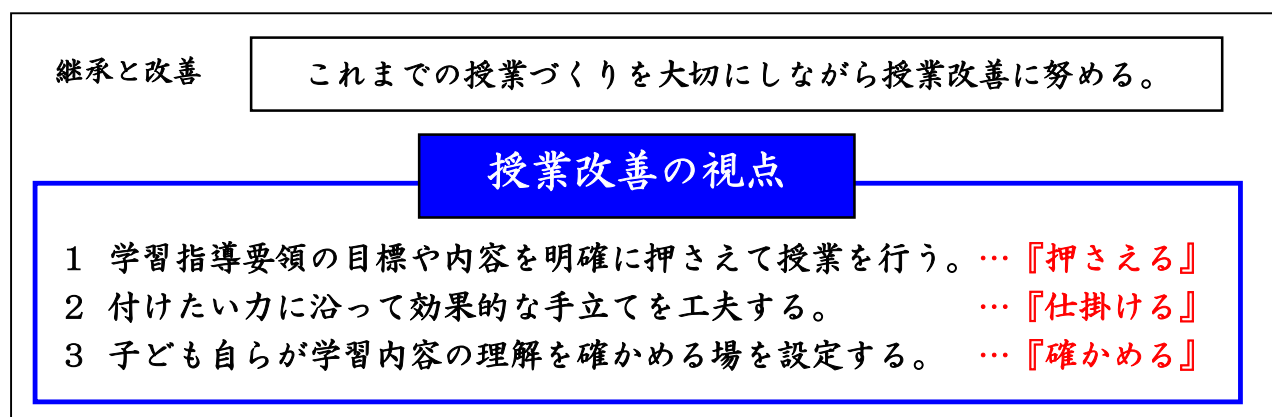 継承と改善
これまでの授業づくりを大切にしながら授業改善に努める。
授業改善の視点
１ 学習指導要領の目標や内容を明確に押さえて授業を行う。…『押さえる』
２ 付けたい力に沿って効果的な手立てを工夫する。 …『仕掛ける』
３ 子ども自らが学習内容の理解を確かめる場を設定する。 …『確かめる』